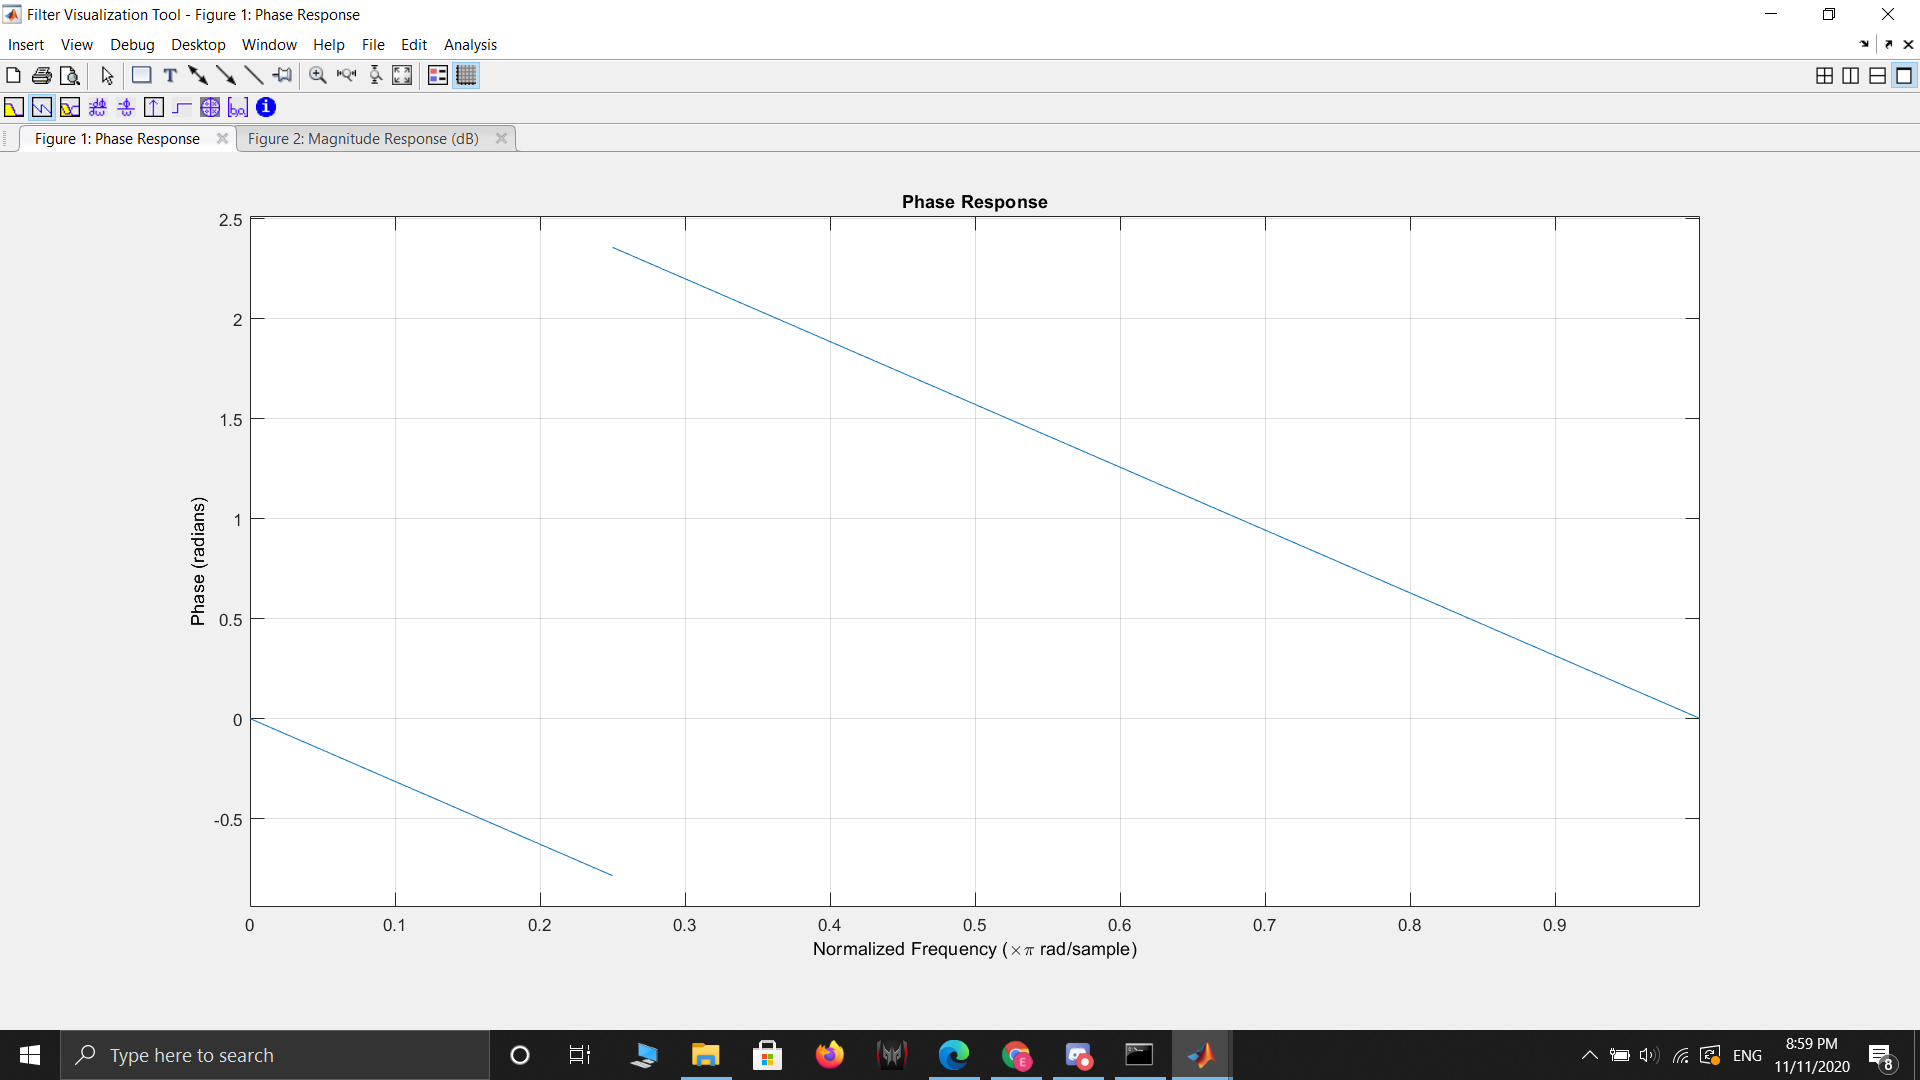 Filter Visualization Tool - Figure 1: Phase Response
Insert View Debug Desktop Window Help File Edit Analysis
Figure 1: Phase Response
Figure 2: Magnitude Response (dB)
Phase Response
2.5
2
1.5
1
0.5
0
-0.5
Phase (radians)
0 0.1 0.2 0.3 0.4 0.5 0.6 0.7 0.8 0.9
Normalized Frequency (×π rad/sample)
Type here to search
ENG
8:59 PM
11/11/2020
8